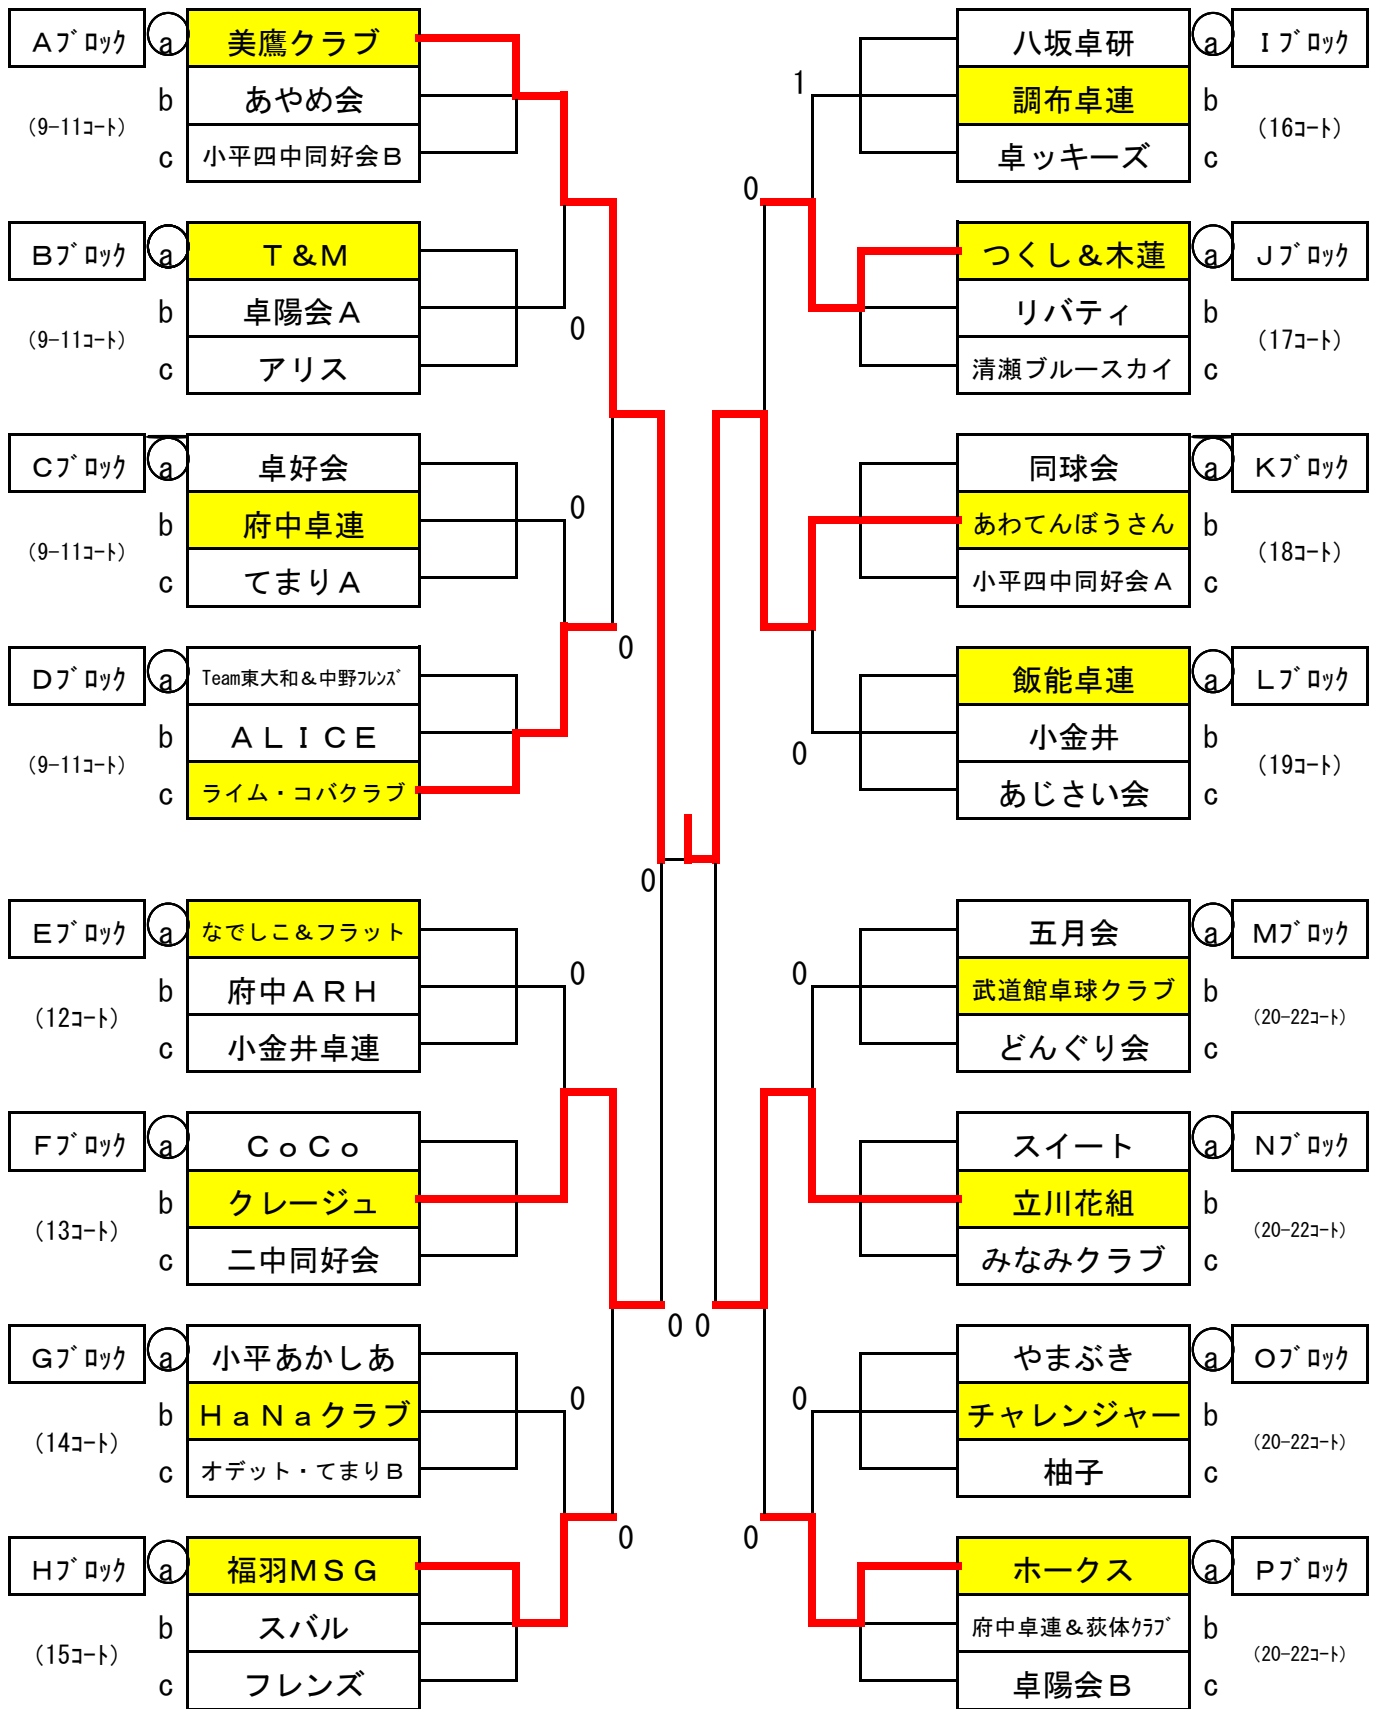 Aブロック a 美鷹クラブ
b あやめ会
(9-11コート)
c 小平四中同好会B
Bブロック a T&M
b 卓陽会A
(9-11コート)
c アリス
0
Cブロック a 卓好会
b 府中卓連
(9-11コート)
c てまりA
0
Dブロック a Team東大和&中野フレンズ
b ALICE
(9-11コート)
c ライム・コバクラブ
0
0
Eブロック a なでしこ&フラット
b 府中ARH
(12コート)
c 小金井卓連
0
Fブロック a CoCo
b クレージュ
(13コート)
c 二中同好会
0
Gブロック a 小平あかしあ
b HaNaクラブ
(14コート)
c オデット・てまりB
0
Hブロック a 福羽MSG
b スバル
(15コート)
c フレンズ
0
八坂卓研 a Iブロック
1
調布卓連 b
(16コート)
卓ッキーズ c
0
つくし&木蓮 a Jブロック
リバティ b
(17コート)
清瀬ブルースカイ c
同球会 a Kブロック
あわてんぼうさん b
(18コート)
小平四中同好会A c
飯能卓連 a Lブロック
小金井 b
(19コート)
あじさい会 c
0
五月会 a Mブロック
武道館卓球クラブ b
(20-22コート)
どんぐり会 c
0
スイート a Nブロック
立川花組 b
(20-22コート)
みなみクラブ c
0
やまぶき a Oブロック
チャレンジャー b
(20-22コート)
柚子 c
0
ホークス a Pブロック
府中卓連&荻体クラブ b
(20-22コート)
卓陽会B c
0